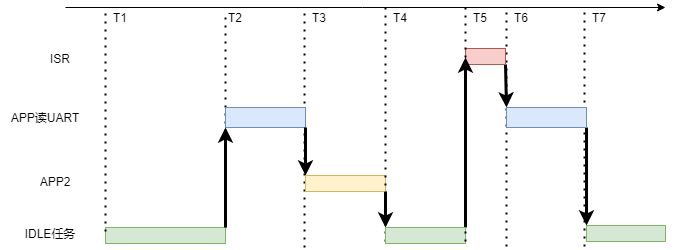 T1 T2 T3 T4 T5 T6 T7
ISR
APP读UART
APP2
IDLE任务